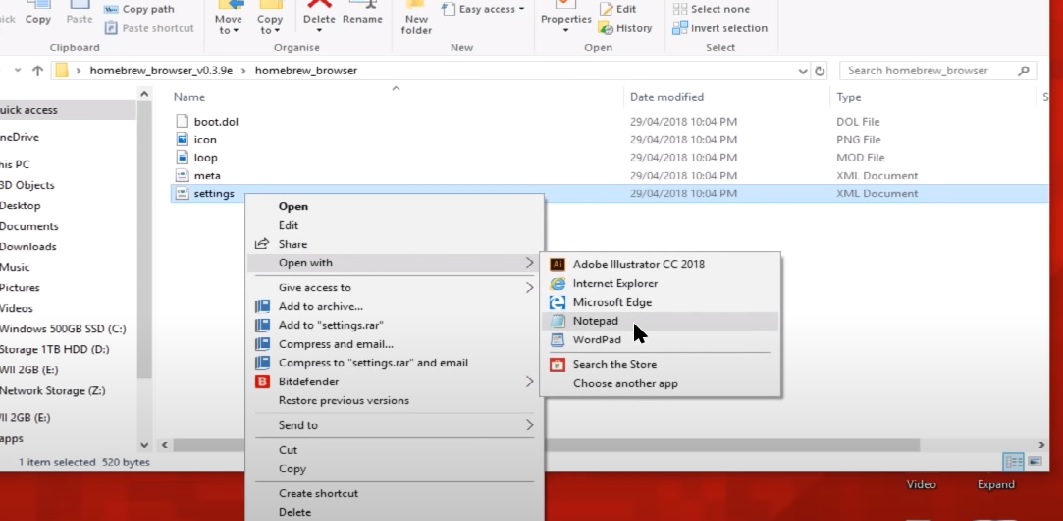 Copy
Paste
Copy path
Paste shortcut
Move to
Copy to
Delete
Rename
New folder
Easy access
Properties
Edit
History
Select none
Invert selection
Clipboard
Organise
New
Open
Select
homebrew_browser_v0.3.9e > homebrew_browser
Search homebrew_browser
Name Date modified Type S
boot.dol 29/04/2018 10:04 PM DOL File
icon 29/04/2018 10:04 PM PNG File
loop 29/04/2018 10:04 PM MOD File
meta 29/04/2018 10:04 PM XML Document
settings 29/04/2018 10:04 PM XML Document
uick access
neDrive
his PC
3D Objects
Desktop
Documents
Downloads
Music
Pictures
Videos
Windows 500GB SSD (C:)
Storage 1TB HDD (D:)
WII 2GB (E:)
Network Storage (Z:)
VII 2GB (E:)
apps
Open
Edit
Share
Open with
Give access to
Add to archive...
Add to "settings.rar"
Compress and email...
Compress to "settings.rar" and email
B Bitdefender
Restore previous versions
Send to
Cut
Copy
Create shortcut
Delete
Ai Adobe Illustrator CC 2018
Internet Explorer
Microsoft Edge
Notepad
WordPad
Search the Store
Choose another app
1 item selected 520 bytes
Video
Expand